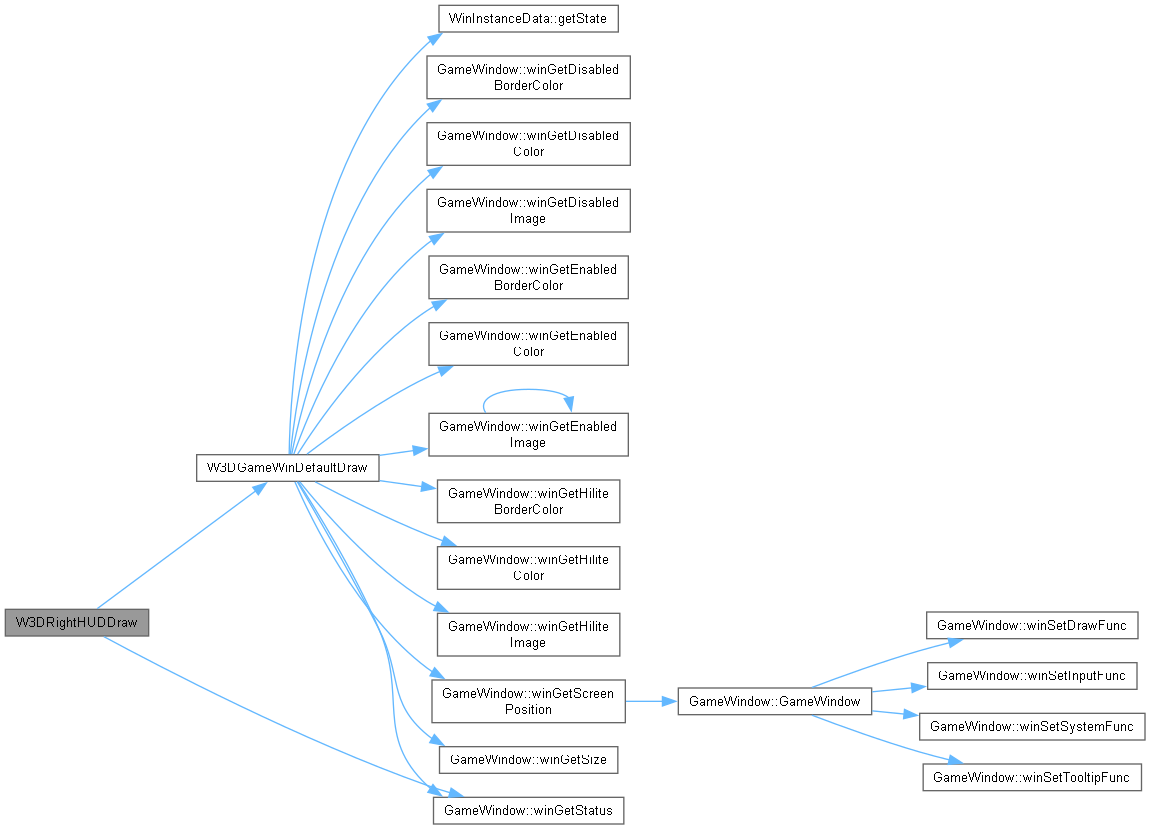 WinInstanceData::getState
GameWindow::winGetDisabled
BorderColor
GameWindow::winGetDisabled
Color
GameWindow::winGetDisabled
Image
GameWindow::winGetEnabled
BorderColor
GameWindow::winGetEnabled
Color
GameWindow::winGetEnabled
Image
W3DGameWinDefaultDraw
GameWindow::winGetHilite
BorderColor
GameWindow::winGetHilite
Color
W3DRightHUDDraw
GameWindow::winGetHilite
Image
GameWindow::winSetDrawFunc
GameWindow::winSetInputFunc
GameWindow::winGetScreen
Position
GameWindow::GameWindow
GameWindow::winSetSystemFunc
GameWindow::winGetSize
GameWindow::winSetTooltipFunc
GameWindow::winGetStatus